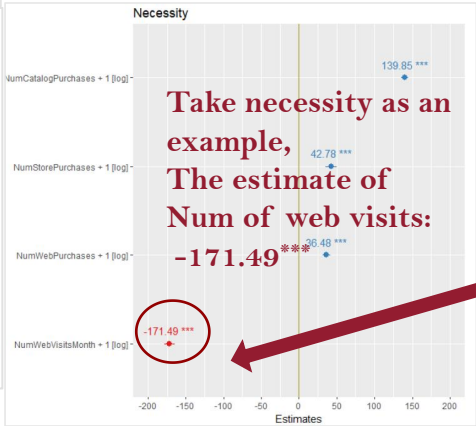 Necessity
139.85 ***
NumCatalogPurchases + 1 [log]
Take necessity as an
example,
42.78 ***
The estimate of
NumStorePurchases + 1 [log]
Num of web visits:
-171.49***
36.48 ***
NumWebPurchases + 1 [log]
-171.49 ***
NumWebVisitsMonth + 1 [log]
-200 -150 -100 -50 0 50 100 150 200
Estimates